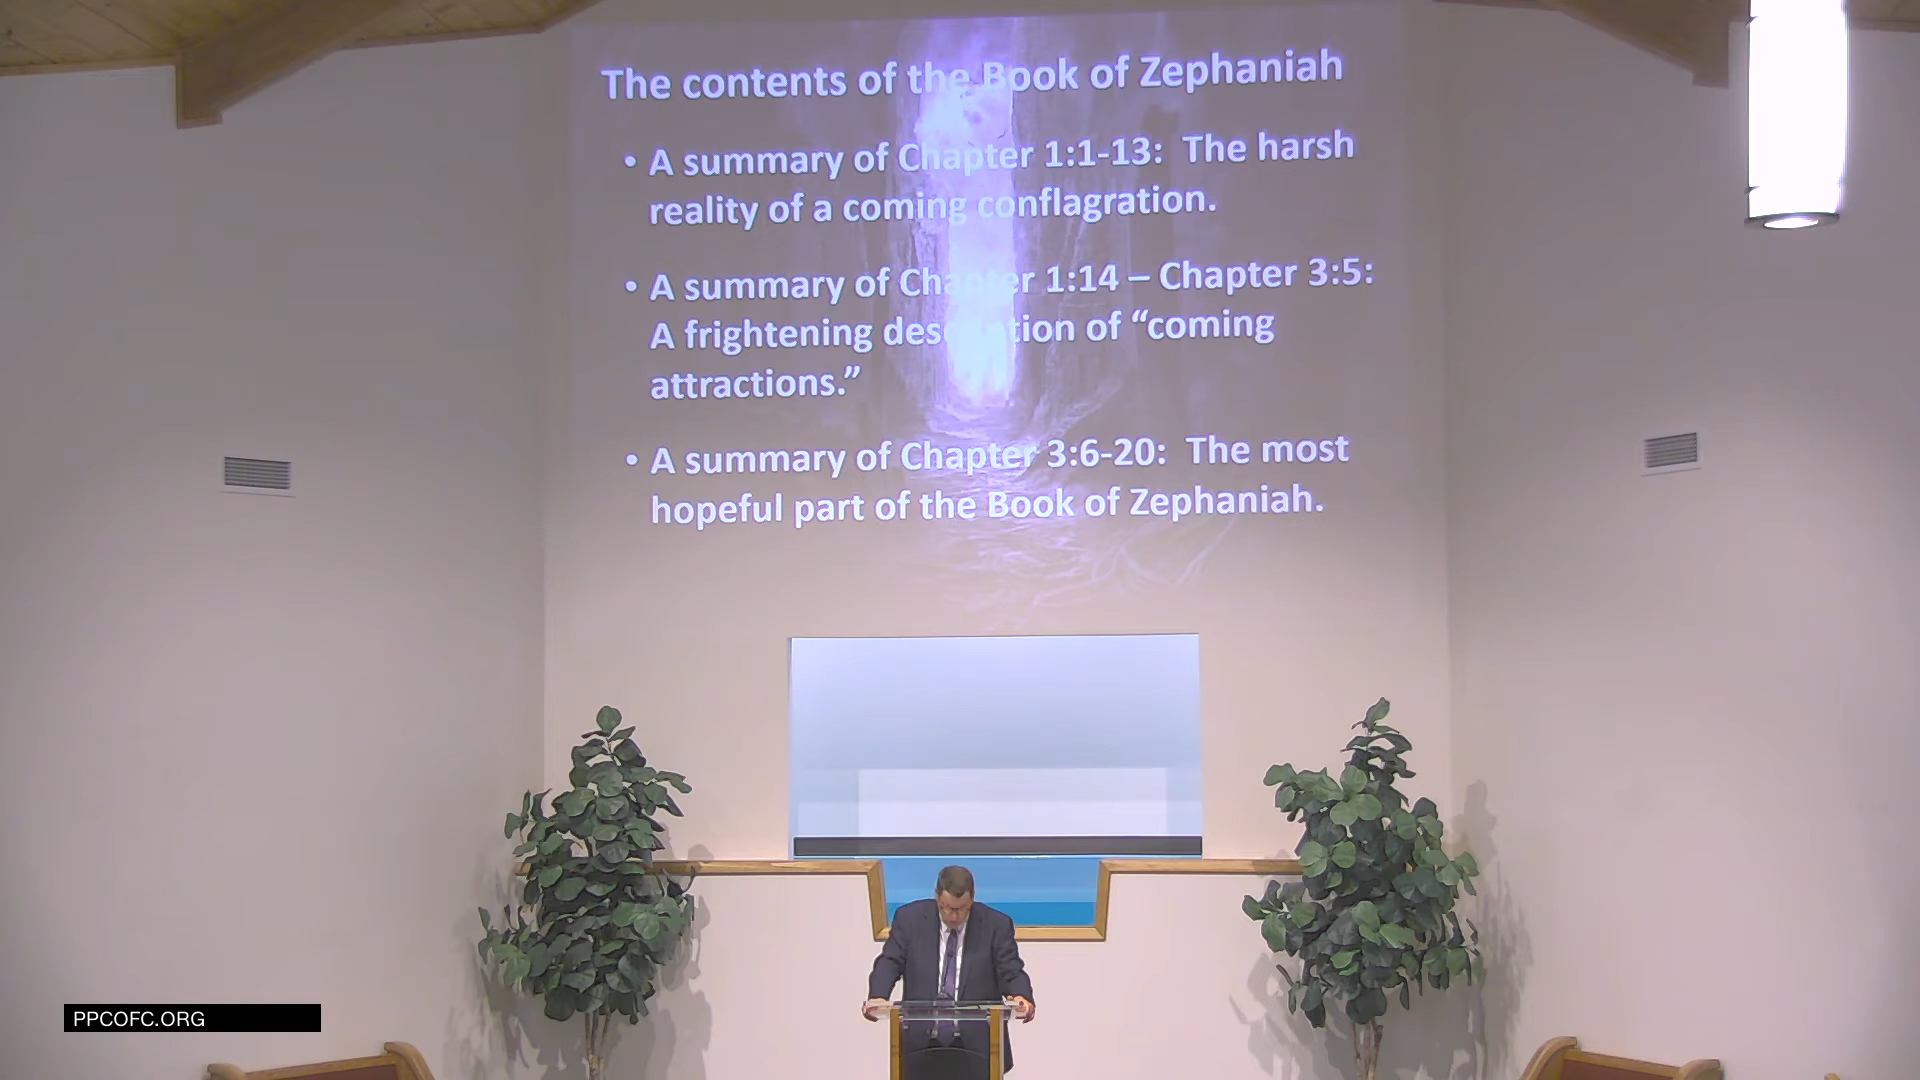 The contents of the Book of Zephaniah
• A summary of Chapter 1:1-13: The harsh
reality of a coming conflagration.
• A summary of Chapter 1:14 – Chapter 3:5:
A frightening description of “coming
attractions.”
• A summary of Chapter 3:6-20: The most
hopeful part of the Book of Zephaniah.
PPCOFC.ORG